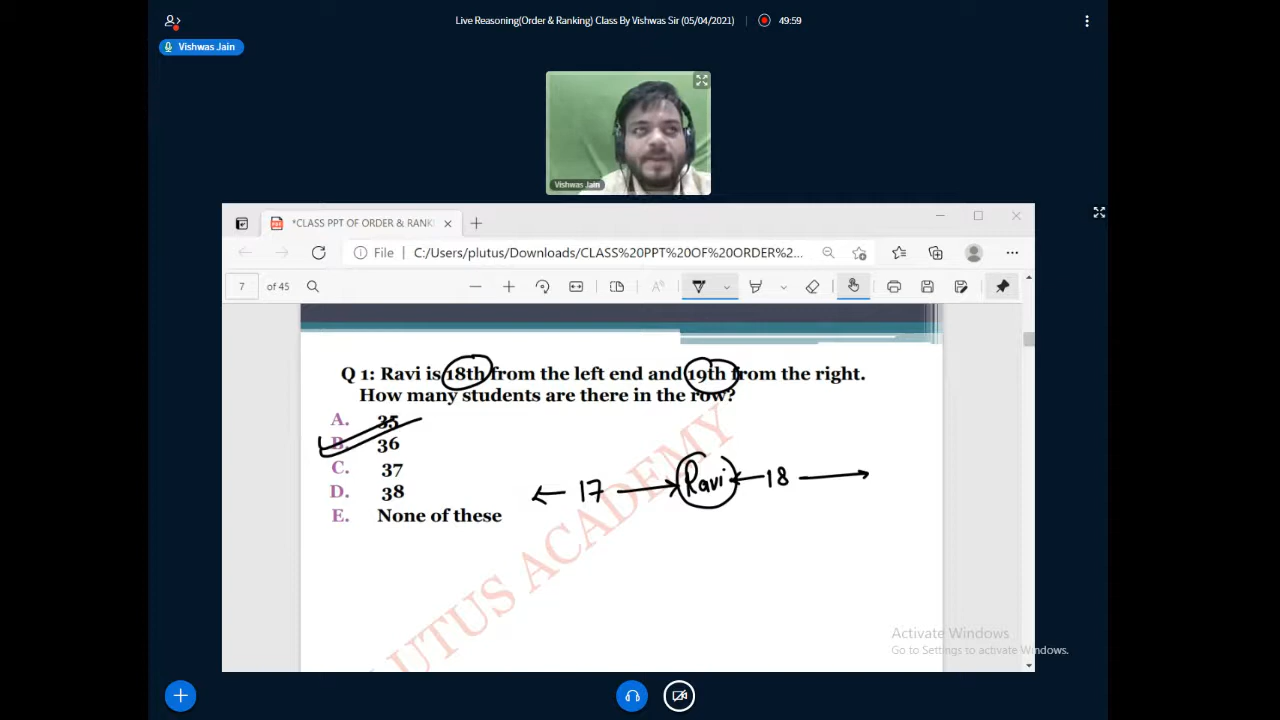 Live Reasoning(Order & Ranking) Class By Vishwas Sir (05/04/2021) 49:59
Vishwas Jain
Vishwas Jain
*CLASS PPT OF ORDER & RANK
File C:/Users/plutus/Downloads/CLASS%20PPT%20OF%20ORDER%2...
7 of 45
Q 1: Ravi is 18th from the left end and 19th from the right.
How many students are there in the row?
A. 35
B. 36
C. 37
D. 38
E. None of these
17 Ravi 18
LUTUS ACADEMY
Activate Windows
Go to Settings to activate Windows.